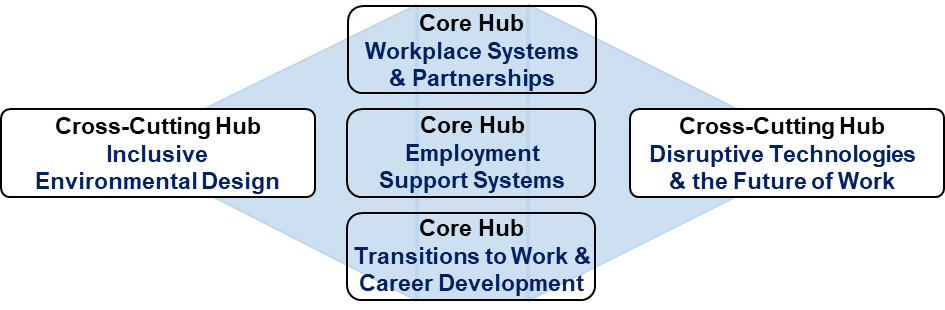 Core Hub
Workplace Systems
& Partnerships
Cross-Cutting Hub
Inclusive
Environmental Design
Core Hub
Employment
Support Systems
Cross-Cutting Hub
Disruptive Technologies
& the Future of Work
Core Hub
Transitions to Work &
Career Development